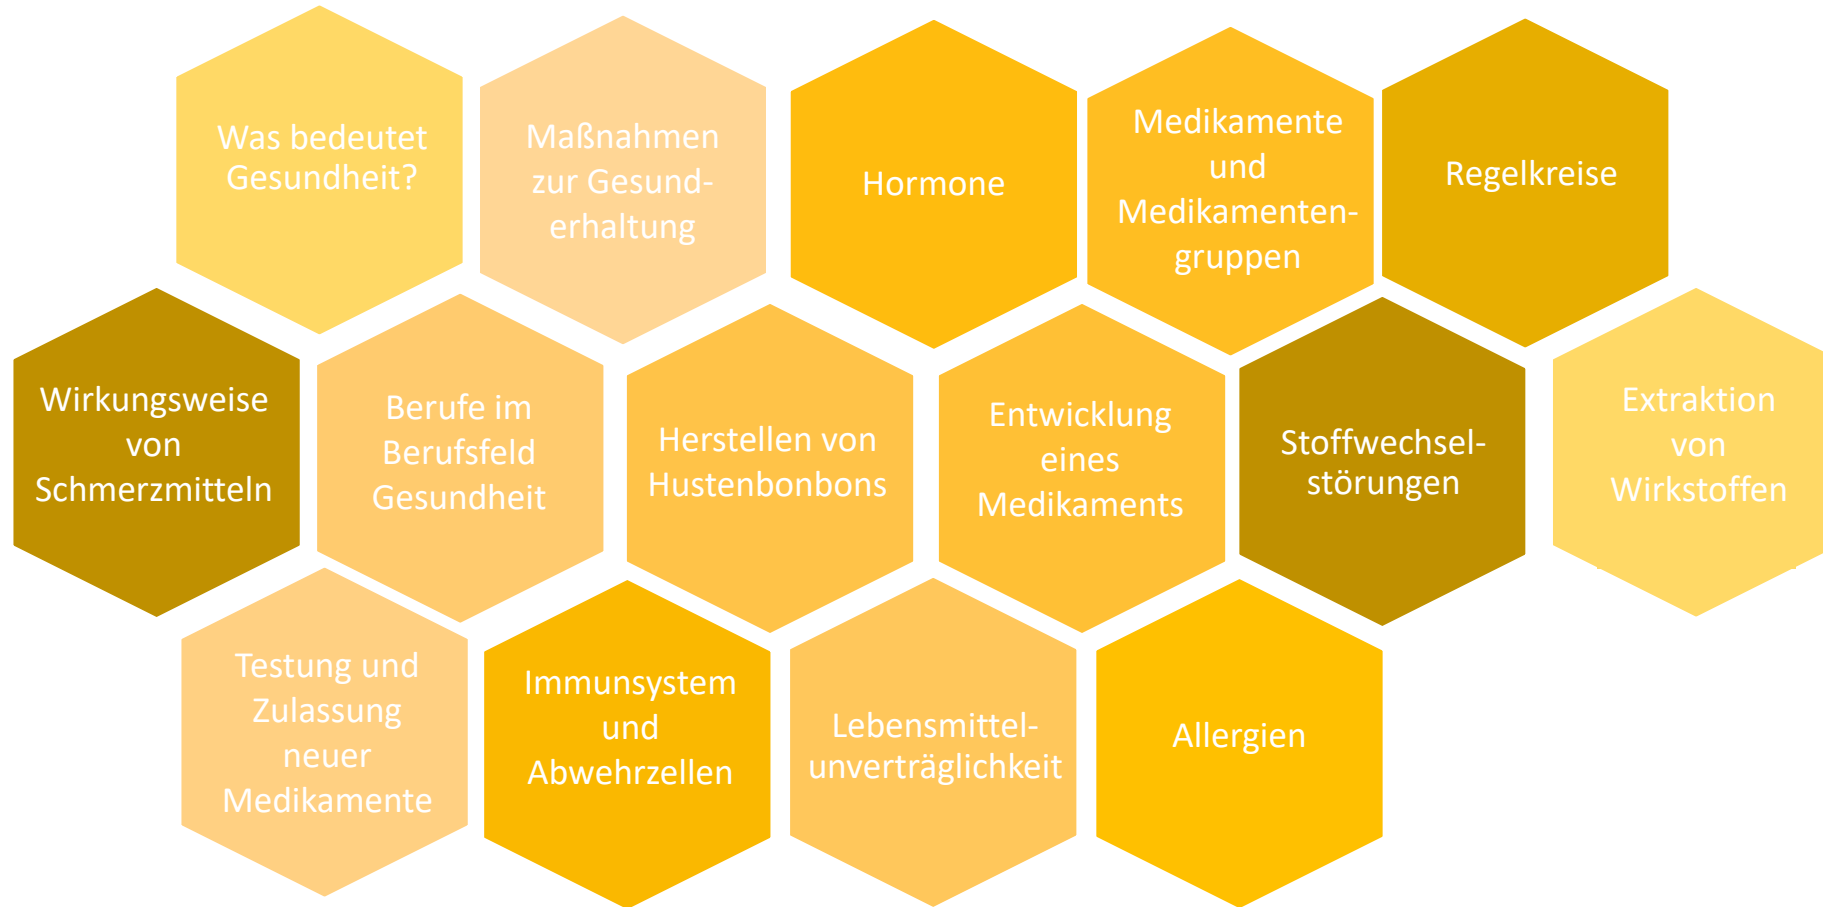 Was bedeutet
Gesundheit?
Maßnahmen
zur Gesund-
erhaltung
Hormone
Medikamente
und
Medikamenten-
gruppen
Regelkreise
Wirkungsweise
von
Schmerzmitteln
Berufe im
Berufsfeld
Gesundheit
Herstellen von
Hustenbonbons
Entwicklung
eines
Medikaments
Stoffwechsel-
störungen
Extraktion
von
Wirkstoffen
Testung und
Zulassung
neuer
Medikamente
Immunsystem
und
Abwehrzellen
Lebensmittel-
unverträglichkeit
Allergien